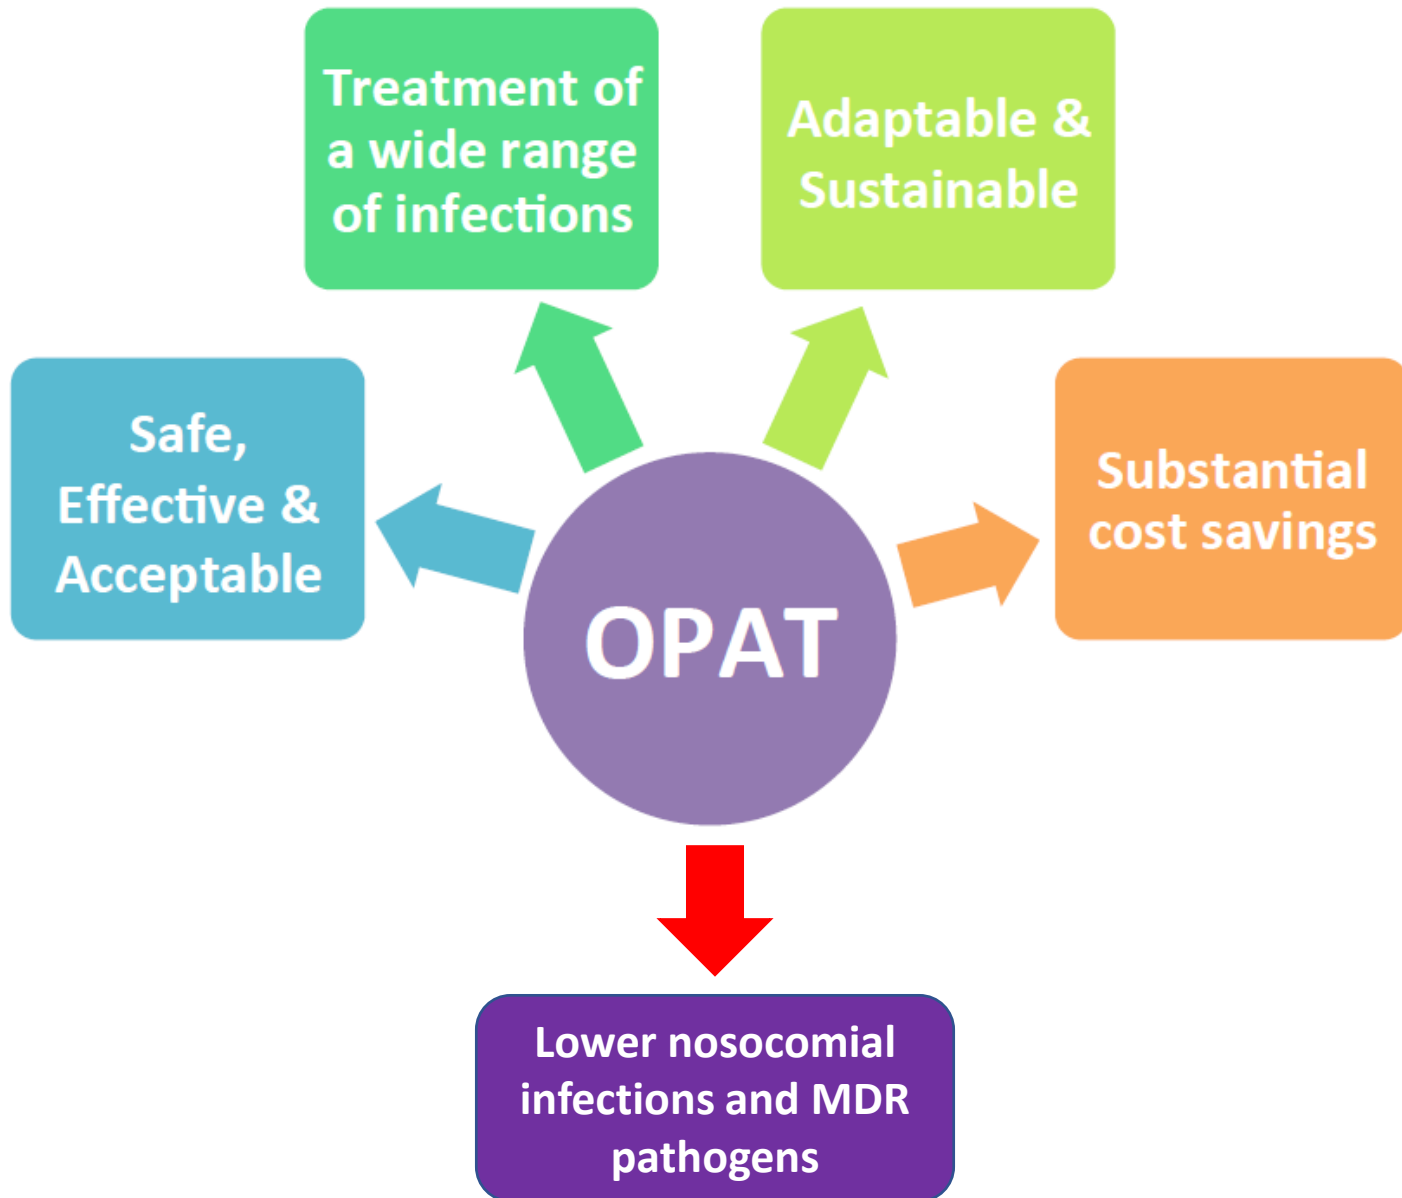 Treatment of
a wide range
of infections
Adaptable &
Sustainable
Safe,
Effective &
Acceptable
Substantial
cost savings
OPAT
Lower nosocomial
infections and MDR
pathogens